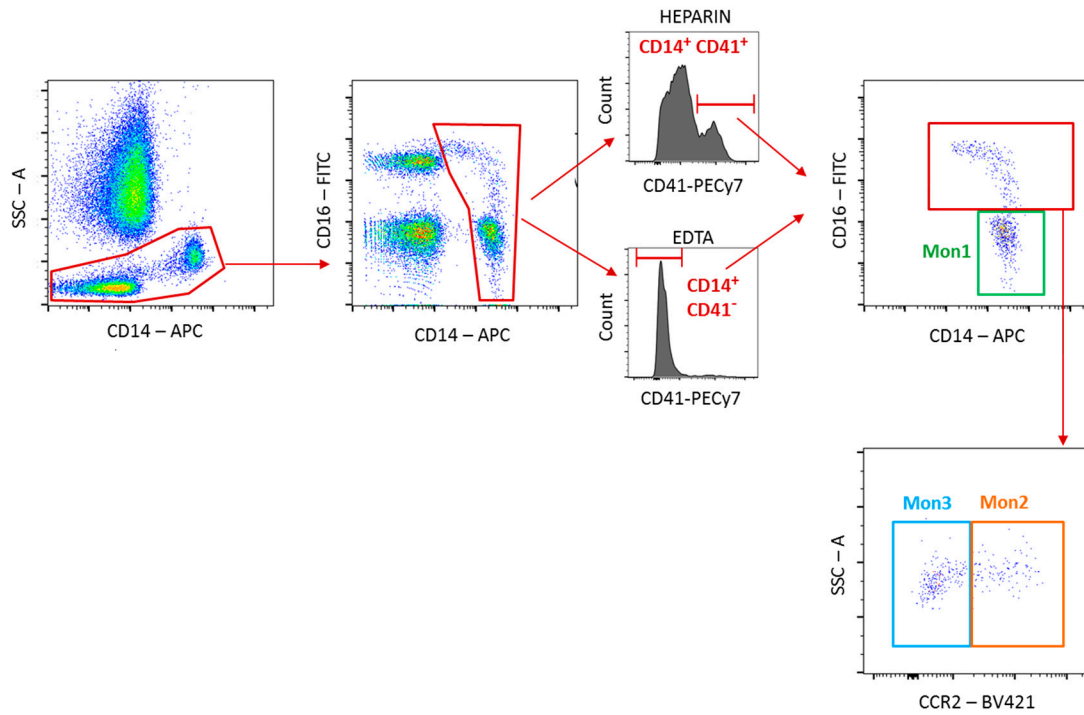 HEPARIN
CD14+ CD41+
Count
CD41-PECy7
SSC – A
CD14 – APC
CD16 – FITC
CD14 – APC
EDTA
CD14+
CD41-
Count
CD41-PECy7
CD16 – FITC
Mon1
CD14 – APC
Mon3 Mon2
SSC – A
CCR2 – BV421